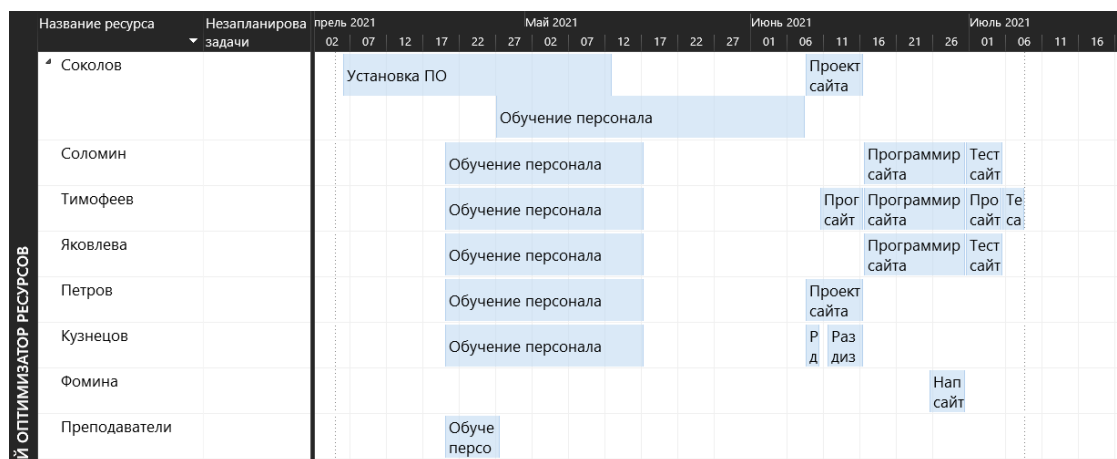 Название ресурса
Незапланирова
задачи
прель 2021
Май 2021
Июнь 2021
Июль 2021
02 07 12 17 22 27 02 07 12 17 22 27 01 06 11 16 21 26 01 06 11 16
Й ОПТИМИЗАТОР РЕСУРСОВ
Соколов
Установка ПО
Проект
сайта
Обучение персонала
Соломин
Обучение персонала
Программир
сайта
Тест
сайт
Тимофеев
Обучение персонала
Прог
сайт
Программир
сайта
Про
сайт
Те
са
Яковлева
Обучение персонала
Программир
сайта
Тест
сайт
Петров
Обучение персонала
Проект
сайта
Кузнецов
Обучение персонала
Р
д
Раз
диз
Фомина
Нап
сайт
Преподаватели
Обуче
персо